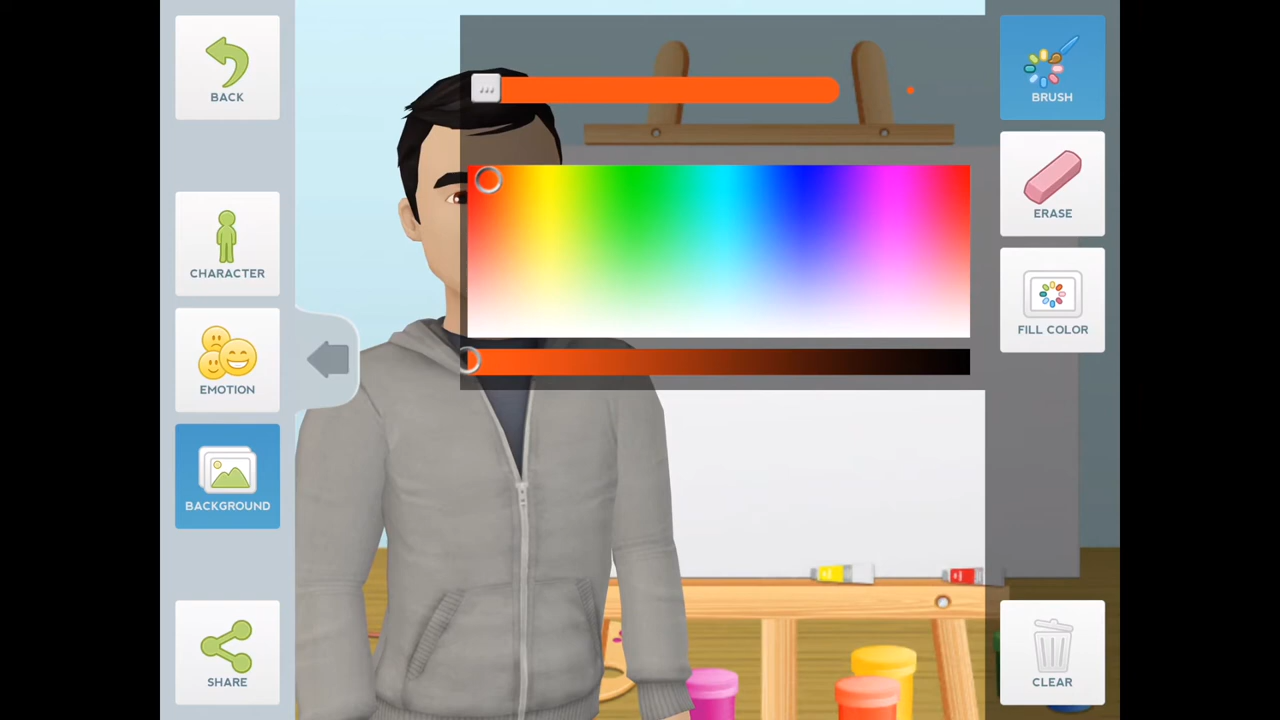 BACK
CHARACTER
EMOTION
BACKGROUND
SHARE
BRUSH
ERASE
FILL COLOR
CLEAR